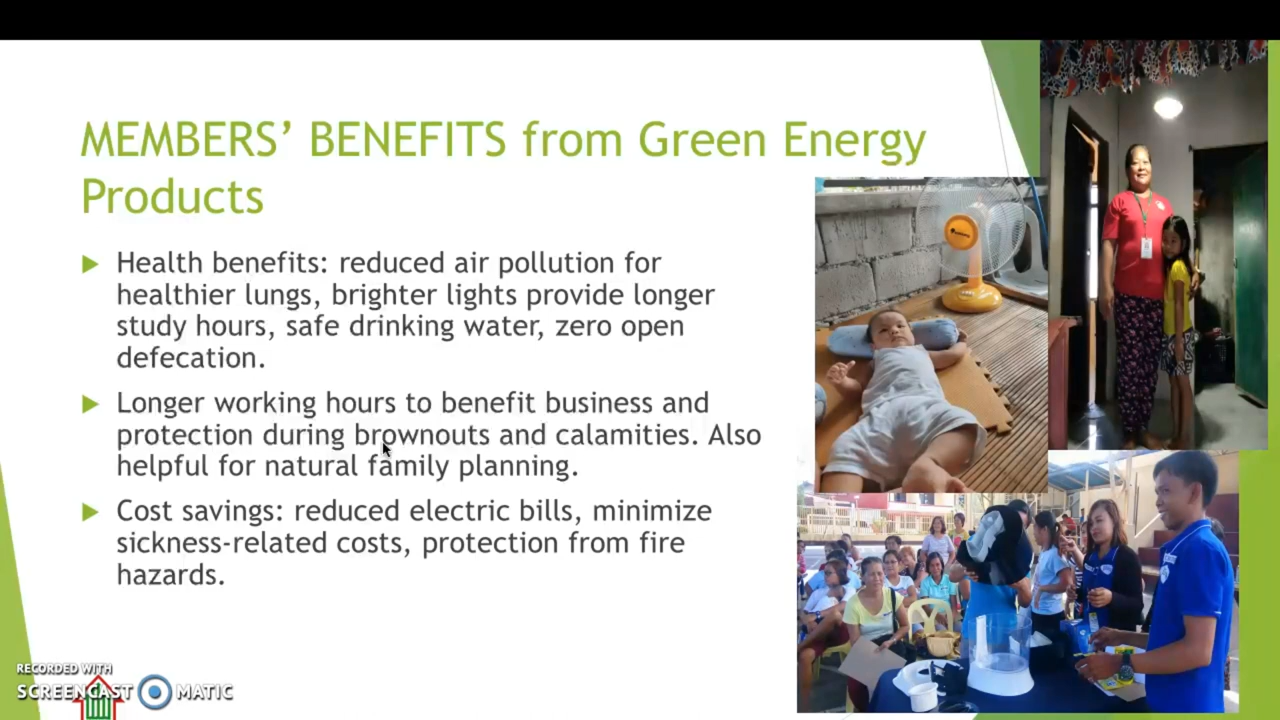 MEMBERS’ BENEFITS from Green Energy
Products
Health benefits: reduced air pollution for
healthier lungs, brighter lights provide longer
study hours, safe drinking water, zero open
defecation.
Longer working hours to benefit business and
protection during brownouts and calamities. Also
helpful for natural family planning.
Cost savings: reduced electric bills, minimize
sickness-related costs, protection from fire
hazards.
RECORDED WITH
SCREENCAST MATIC